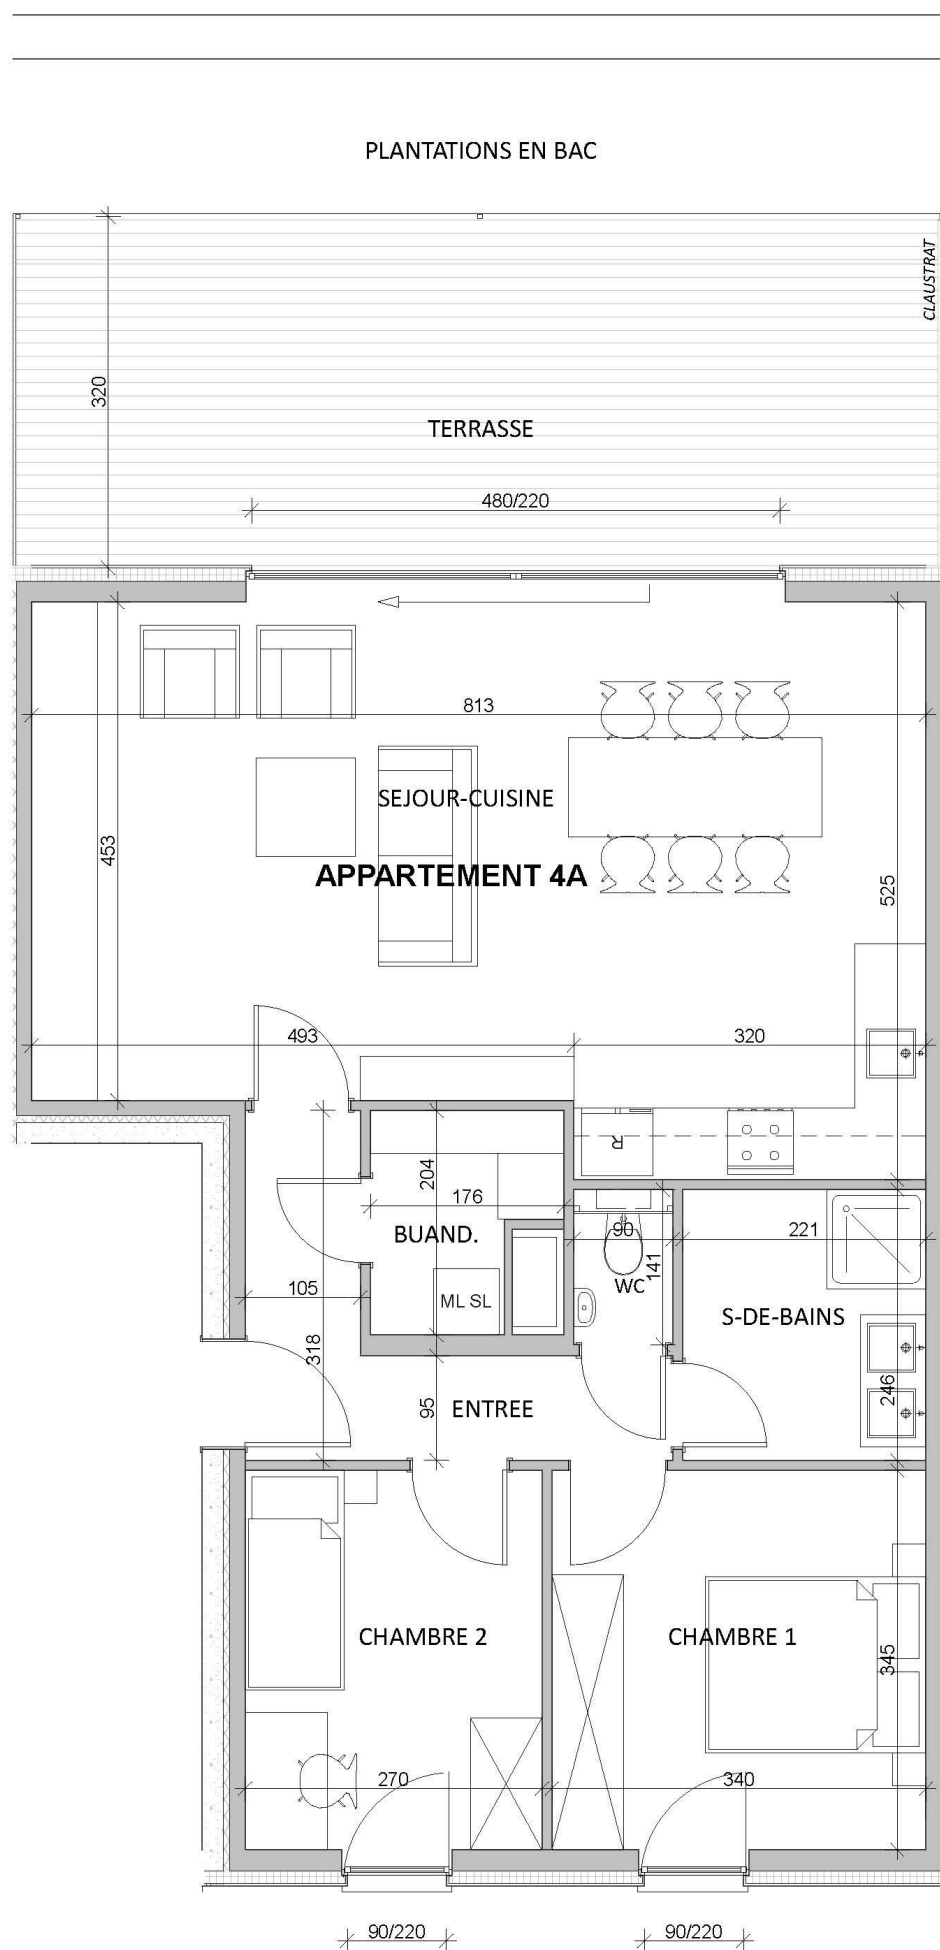 PLANTATIONS EN BAC
CLAUSTRAT
320
TERRASSE
480/220
813
SEJOUR-CUISINE
453
APPARTEMENT 4A
525
493
320
R
204
176
BUAND.
90
141
WC
221
105
ML SL
S-DE-BAINS
318
95
ENTREE
246
CHAMBRE 2
CHAMBRE 1
345
270
340
90/220
90/220